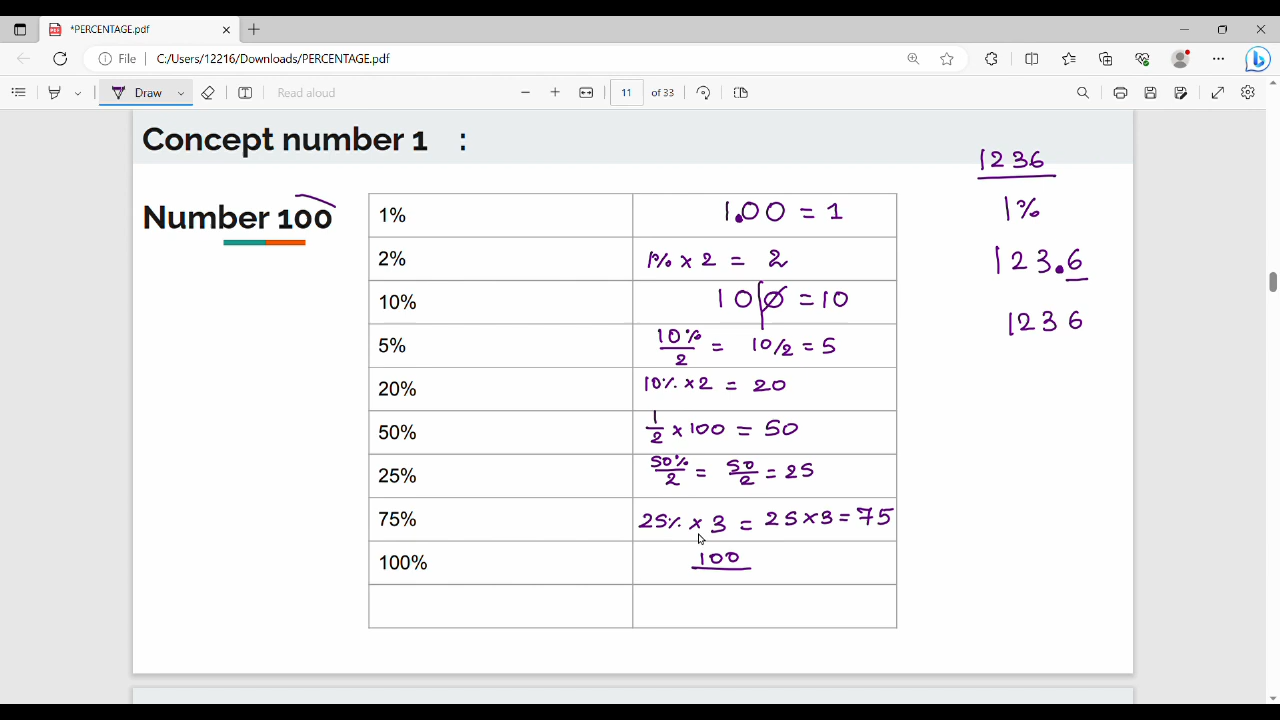 *PERCENTAGE.pdf
File C:/Users/12216/Downloads/PERCENTAGE.pdf
Draw Read aloud 11 of 33
Concept number 1 :
Number 100
1% 1.00 = 1
2% 1% × 2 = 2
10% 100 = 10
5% 10%/2 = 10/2 = 5
20% 10% × 2 = 20
50% 1/2 × 100 = 50
25% 50%/2 = 50/2 = 25
75% 25% × 3 = 25 × 3 = 75
100% 100
1236
1%
123.6
1236